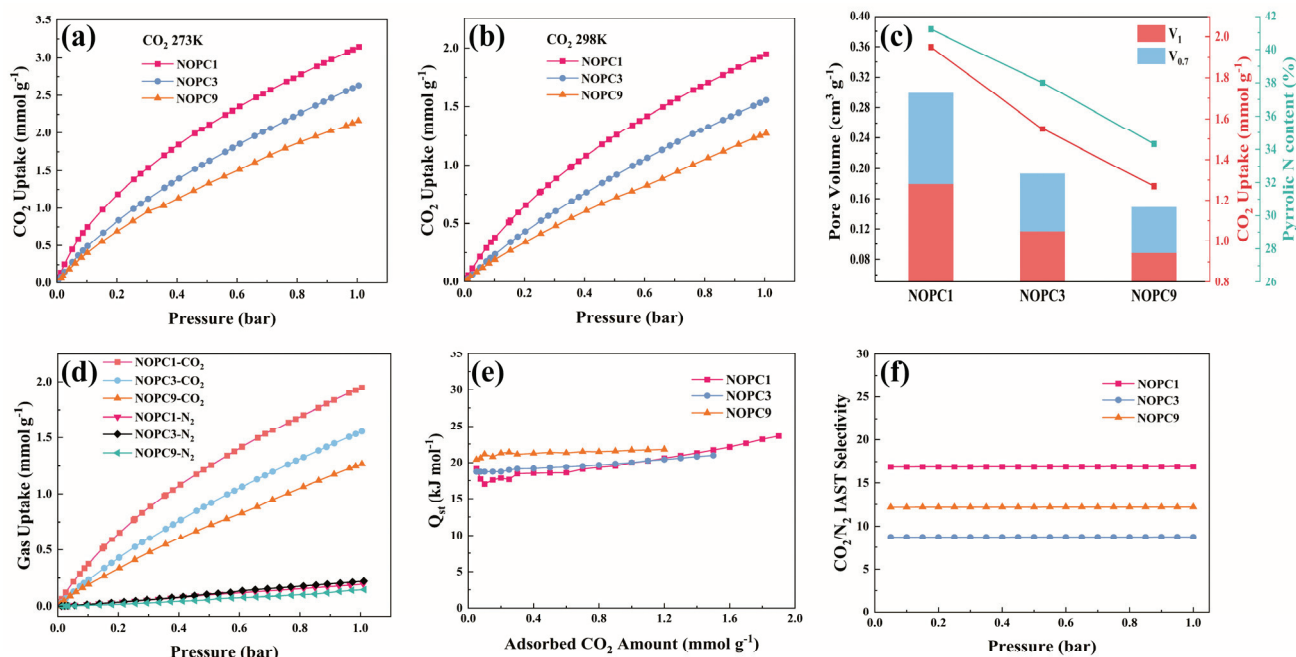 (a)
CO₂ 273K
NOPC1
NOPC3
NOPC9
3.5
3.0
2.5
2.0
1.5
1.0
0.5
0.0
0.0 0.2 0.4 0.6 0.8 1.0
CO₂ Uptake (mmol g⁻¹)
Pressure (bar)
(b)
CO₂ 298K
NOPC1
NOPC3
NOPC9
2.0
1.5
1.0
0.5
0.0
0.0 0.2 0.4 0.6 0.8 1.0
CO₂ Uptake (mmol g⁻¹)
Pressure (bar)
(c)
V₁
V₀.₇
0.40
0.36
0.32
0.28
0.24
0.20
0.16
0.12
0.08
Pore Volume [cm³ g⁻¹)
NOPC1 NOPC3 NOPC9
2.0
1.8
1.6
1.4
1.2
1.0
0.8
CO₂ Uptake (mmol g⁻¹)
42
40
38
36
34
32
30
28
26
Pyrrolic N content (%)
(d)
NOPC1-CO₂
NOPC3-CO₂
NOPC9-CO₂
NOPC1-N₂
NOPC3-N₂
NOPC9-N₂
2.0
1.5
1.0
0.5
0.0
0.0 0.2 0.4 0.6 0.8 1.0
Gas Uptake (mmol g⁻¹)
Pressure (bar)
(e)
NOPC1
NOPC3
NOPC9
35
30
25
20
15
10
5
0
0.0 0.4 0.8 1.2 1.6 2.0
Qst (kJ mol⁻¹)
Adsorbed CO₂ Amount (mmol g⁻¹)
(f)
NOPC1
NOPC3
NOPC9
30
25
20
15
10
5
0
0.0 0.2 0.4 0.6 0.8 1.0
CO₂/N₂ IAST Selectivity
Pressure (bar)